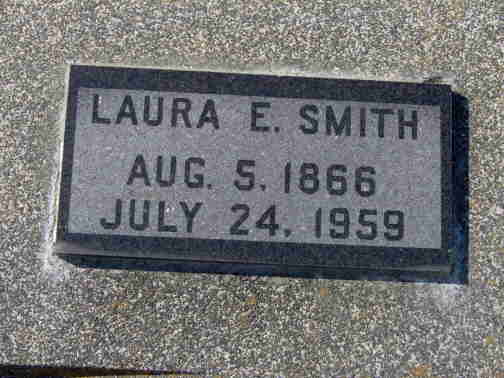 LAURA E. SMITH
AUG. 5. 1866
JULY 24. 1959